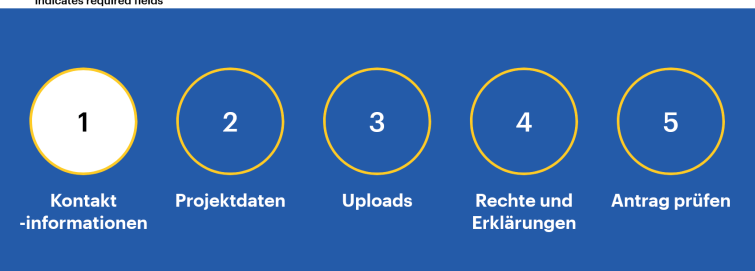 Indicates required fields
1
2
3
4
5
Kontakt
-informationen
Projektdaten
Uploads
Rechte und
Erklärungen
Antrag prüfen